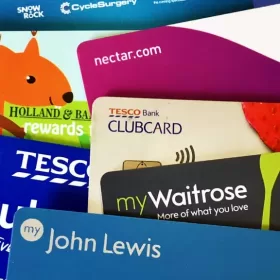 SNOW
ROCK
CycleSurgery
nectar.com
HOLLAND & BA
rewards f
TESCO Bank
CLUBCARD
TESC
myWaitrose
More of what you love
my John Lewis